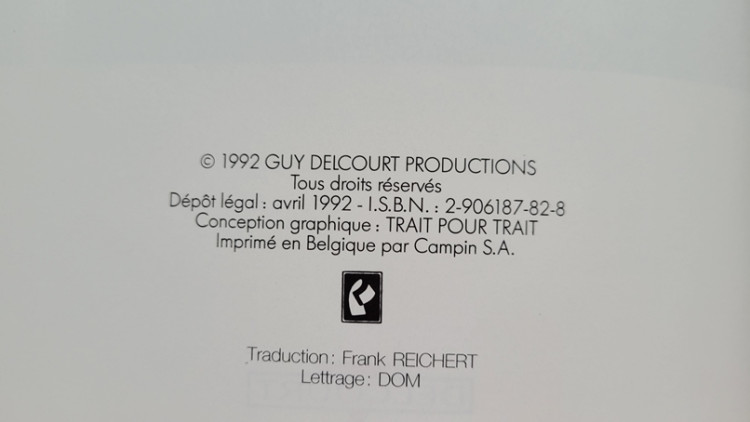 © 1992 GUY DELCOURT PRODUCTIONS
Tous droits réservés
Dépôt légal : avril 1992 - I.S.B.N. : 2-906187-82-8
Conception graphique : TRAIT POUR TRAIT
Imprimé en Belgique par Campin S.A.
Traduction : Frank REICHERT
Lettrage : DOM